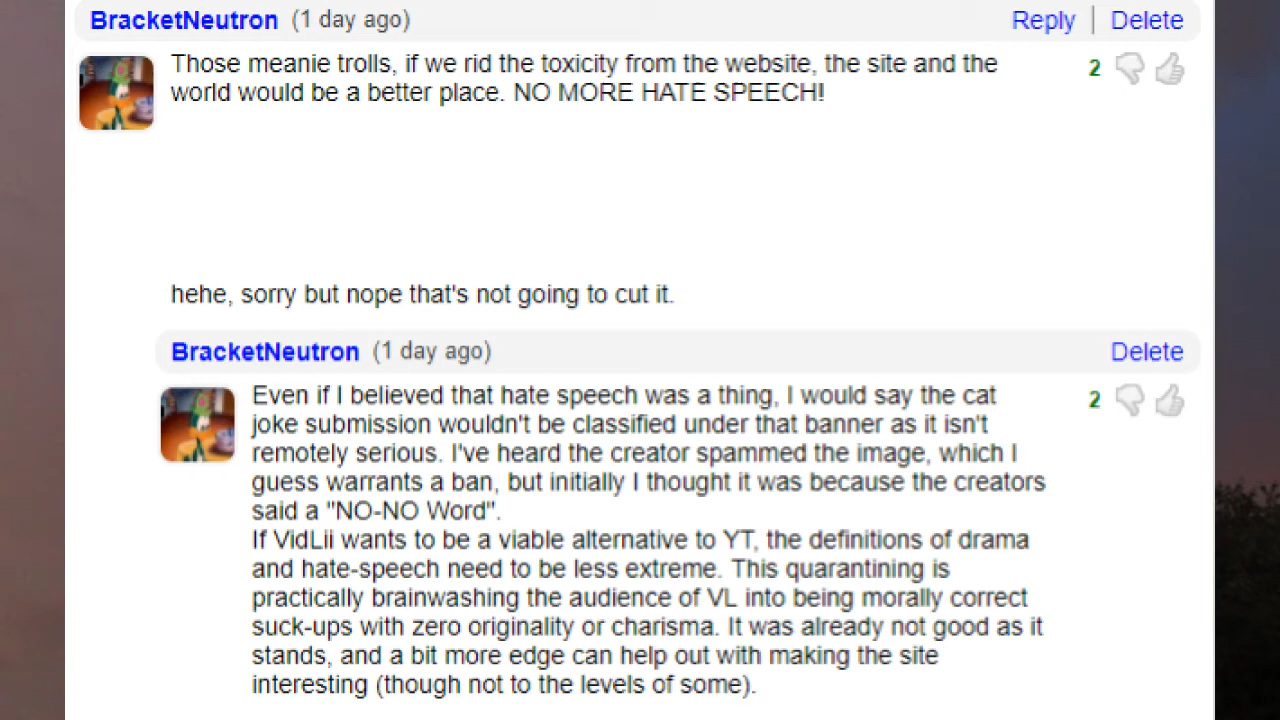 BracketNeutron (1 day ago) Reply | Delete
Those meanie trolls, if we rid the toxicity from the website, the site and the 2
world would be a better place. NO MORE HATE SPEECH!
hehe, sorry but nope that's not going to cut it.
BracketNeutron (1 day ago) Delete
Even if I believed that hate speech was a thing, I would say the cat 2
joke submission wouldn't be classified under that banner as it isn't
remotely serious. I've heard the creator spammed the image, which I
guess warrants a ban, but initially I thought it was because the creators
said a "NO-NO Word".
If VidLii wants to be a viable alternative to YT, the definitions of drama
and hate-speech need to be less extreme. This quarantining is
practically brainwashing the audience of VL into being morally correct
suck-ups with zero originality or charisma. It was already not good as it
stands, and a bit more edge can help out with making the site
interesting (though not to the levels of some).